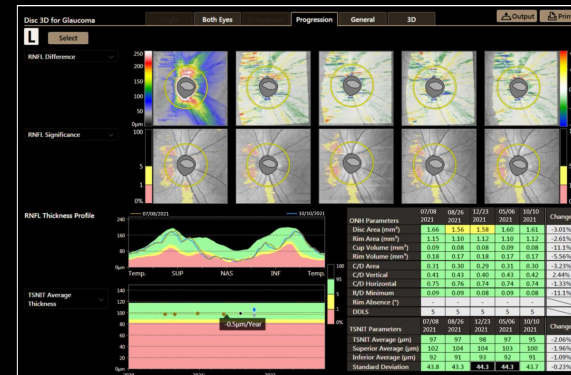 Disc 3D for Glaucoma
Both Eyes
Progression
General
3D
Output
Print
L
Select
RNFL Difference
250
200
150
100
50
0μm
RNFL Significance
100
5
1
0%
RNFL Thickness Profile
07/08/2021
10/10/2021
240
160
80
0μm
Temp. SUP NAS INF Temp.
100
95
5
1
0%
TSNIT Average
Thickness
140
120
100
80
60
40
20
-0.5μm/Year
ONH Parameters 07/08 2021 08/26 2021 12/23 2021 05/06 2021 10/10 2021 Change
Disc Area (mm²) 1.66 1.56 1.58 1.60 1.61 -3.01%
Rim Area (mm²) 1.15 1.10 1.12 1.10 1.12 -2.61%
Cup Volume (mm³) 0.09 0.08 0.08 0.09 0.08 -11.1%
Rim Volume (mm³) 0.18 0.17 0.18 0.17 0.17 -5.56%
C/D Area 0.31 0.30 0.29 0.31 0.30 -3.23%
C/D Vertical 0.41 0.43 0.40 0.43 0.42 2.44%
C/D Horizontal 0.75 0.76 0.74 0.74 0.74 -1.33%
R/D Minimum 0.09 0.09 0.08 0.09 0.08 -11.1%
Rim Absence (°) - - - - -
DDLS 5 5 5 5 5
TSNIT Parameters 07/08 2021 08/26 2021 12/23 2021 05/06 2021 10/10 2021 Change
TSNIT Average (μm) 97 97 98 97 95 -2.06%
Superior Average (μm) 102 104 104 103 100 -1.96%
Inferior Average (μm) 92 91 93 92 91 -1.09%
Standard Deviation 43.8 43.3 44.3 44.3 43.7 -0.23%